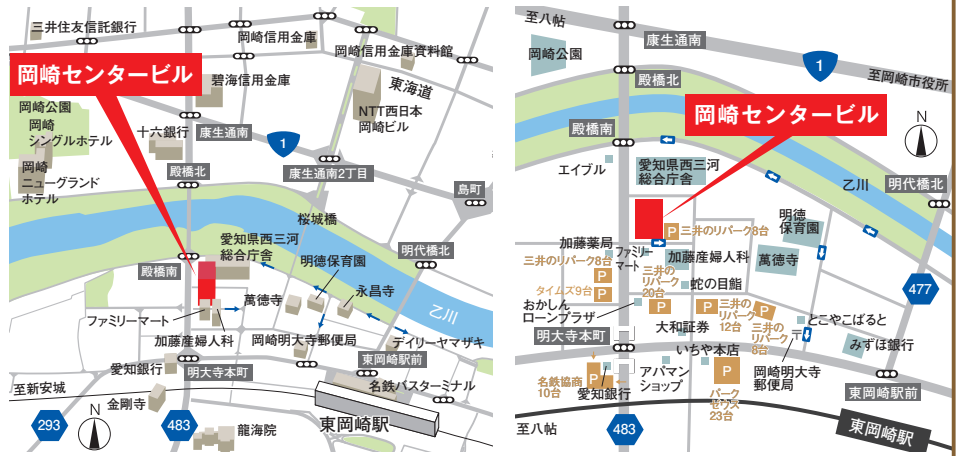 三井住友信託銀行
岡崎信用金庫
岡崎信用金庫資料館
岡崎センタービル
碧海信用金庫
東海道
岡崎公園
NTT西日本
岡崎ビル
岡崎
シングルホテル
十六銀行
康生通南
1
岡崎
ニューグランド
ホテル
殿橋北
康生通南2丁目
島町
桜城橋
愛知県西三河
総合庁舎
明代橋北
殿橋南
明徳保育園
萬徳寺
永昌寺
乙川
ファミリーマート
加藤産婦人科
岡崎明大寺郵便局
デイリーヤマザキ
東岡崎駅前
愛知銀行
明大寺本町
至新安城
名鉄バスターミナル
金剛寺
N
293
483
龍海院
東岡崎駅
至八帖
康生通南
岡崎公園
1
殿橋北
至岡崎市役所
岡崎センタービル
N
殿橋南
エイブル
愛知県西三河
総合庁舎
乙川
明代橋北
明徳
保育園
P
三井のリパーク8台
加藤薬局
ファミリー
マート
加藤産婦人科
萬徳寺
三井のリパーク8台
P
三井の
リパーク
20台
蛇の目鮨
477
タイムズ9台
P
おかしん
ローンプラザ
P
P
三井の
リパーク
12台
P
三井の
リパーク
8台
とこやこばると
大和証券
〒
明大寺本町
みずほ銀行
いちや本店
名鉄協商
10台
P
愛知銀行
アパマン
ショップ
P
パーク
ゼウス
23台
岡崎明大寺
郵便局
東岡崎駅前
至八帖
483
東岡崎駅